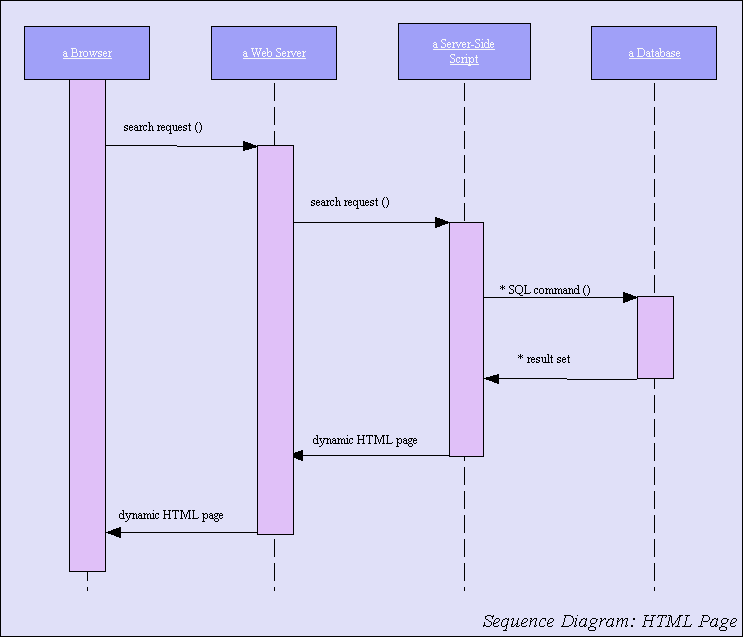 a Browser
a Web Server
a Server-Side
Script
a Database
search request ()
search request ()
* SQL command ()
* result set
dynamic HTML page
dynamic HTML page
Sequence Diagram: HTML Page